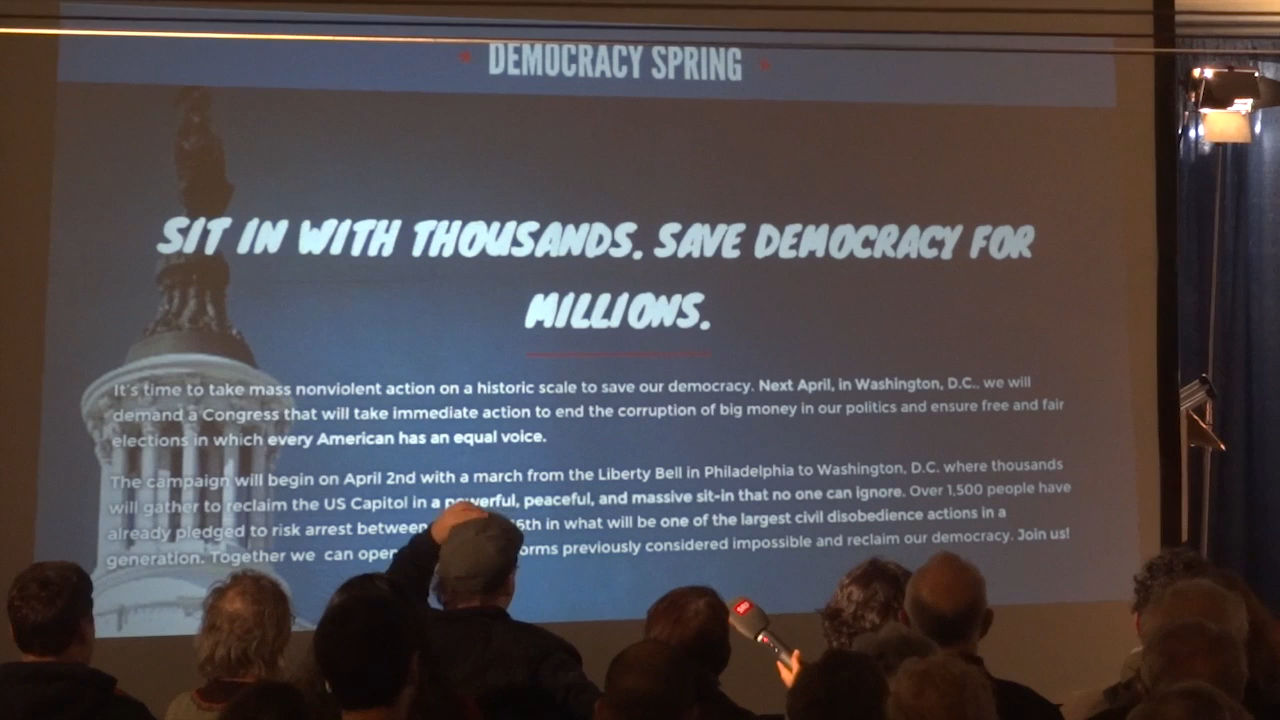 DEMOCRACY SPRING
SIT IN WITH THOUSANDS. SAVE DEMOCRACY FOR
MILLIONS.
It's time to take mass nonviolent action on a historic scale to save our democracy. Next April, in Washington, D.C., we will
demand a Congress that will take immediate action to end the corruption of big money in our politics and ensure free and fair
elections in which every American has an equal voice.
The campaign will begin on April 2nd with a march from the Liberty Bell in Philadelphia to Washington, D.C. where thousands
will gather to reclaim the US Capitol in a powerful, peaceful, and massive sit-in that no one can ignore. Over 1,500 people have
already pledged to risk arrest between 6th in what will be one of the largest civil disobedience actions in a
generation. Together we can previously considered impossible and reclaim our democracy. Join us!